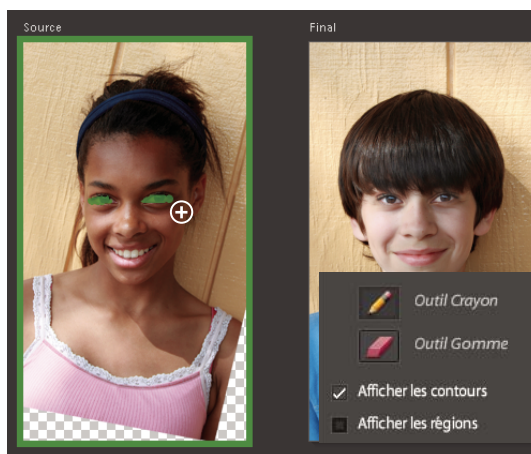 Source
Final
Outil Crayon
Outil Gomme
Afficher les contours
Afficher les régions